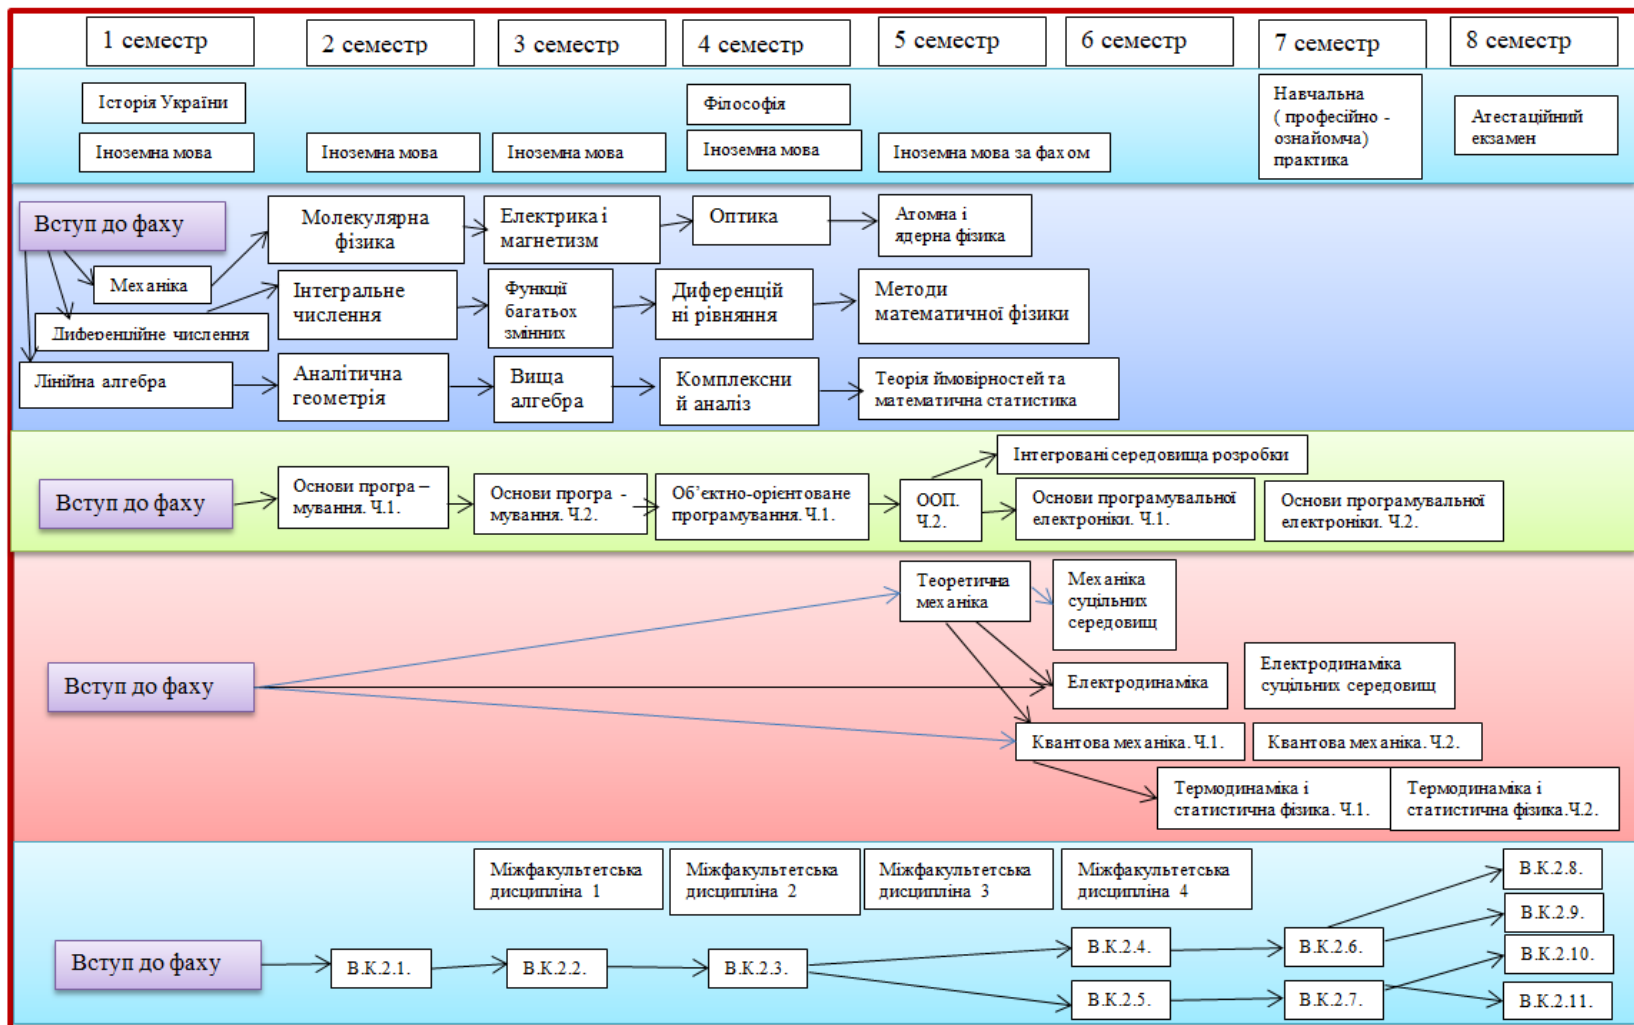 1 семестр
2 семестр
3 семестр
4 семестр
5 семестр
6 семестр
7 семестр
8 семестр
Історія України
Філософія
Навчальна
( професійно -
ознайомча)
практика
Атестаційний
екзамен
Іноземна мова
Іноземна мова
Іноземна мова
Іноземна мова
Іноземна мова за фахом
Вступ до фаху
Молекулярна
фізика
Електрика і
магнетизм
Оптика
Атомна і
ядерна фізика
Механіка
Інтегральне
числення
Функції
багатьох
змінних
Диференцій
ні рівняння
Методи
математичної фізики
Диференційне числення
Лінійна алгебра
Аналітична
геометрія
Вища
алгебра
Комплексни
й аналіз
Теорія ймовірностей та
математична статистика
Інтегровані середовища розробки
Вступ до фаху
Основи програ –
мування. Ч.1.
Основи програ -
мування. Ч.2.
Об’єктно-орієнтоване
програмування. Ч.1.
ООП.
Ч.2.
Основи програмувальної
електроніки. Ч.1.
Основи програмувальної
електроніки. Ч.2.
Теоретична
механіка
Механіка
суцільних
середовищ
Вступ до фаху
Електродинаміка
Електродинаміка
суцільних середовищ
Квантова механіка. Ч.1.
Квантова механіка. Ч.2.
Термодинаміка і
статистична фізика. Ч.1.
Термодинаміка і
статистична фізика.Ч.2.
Міжфакультетська
дисципліна 1
Міжфакультетська
дисципліна 2
Міжфакультетська
дисципліна 3
Міжфакультетська
дисципліна 4
В.К.2.8.
В.К.2.9.
Вступ до фаху
В.К.2.1.
В.К.2.2.
В.К.2.3.
В.К.2.4.
В.К.2.6.
В.К.2.10.
В.К.2.5.
В.К.2.7.
В.К.2.11.